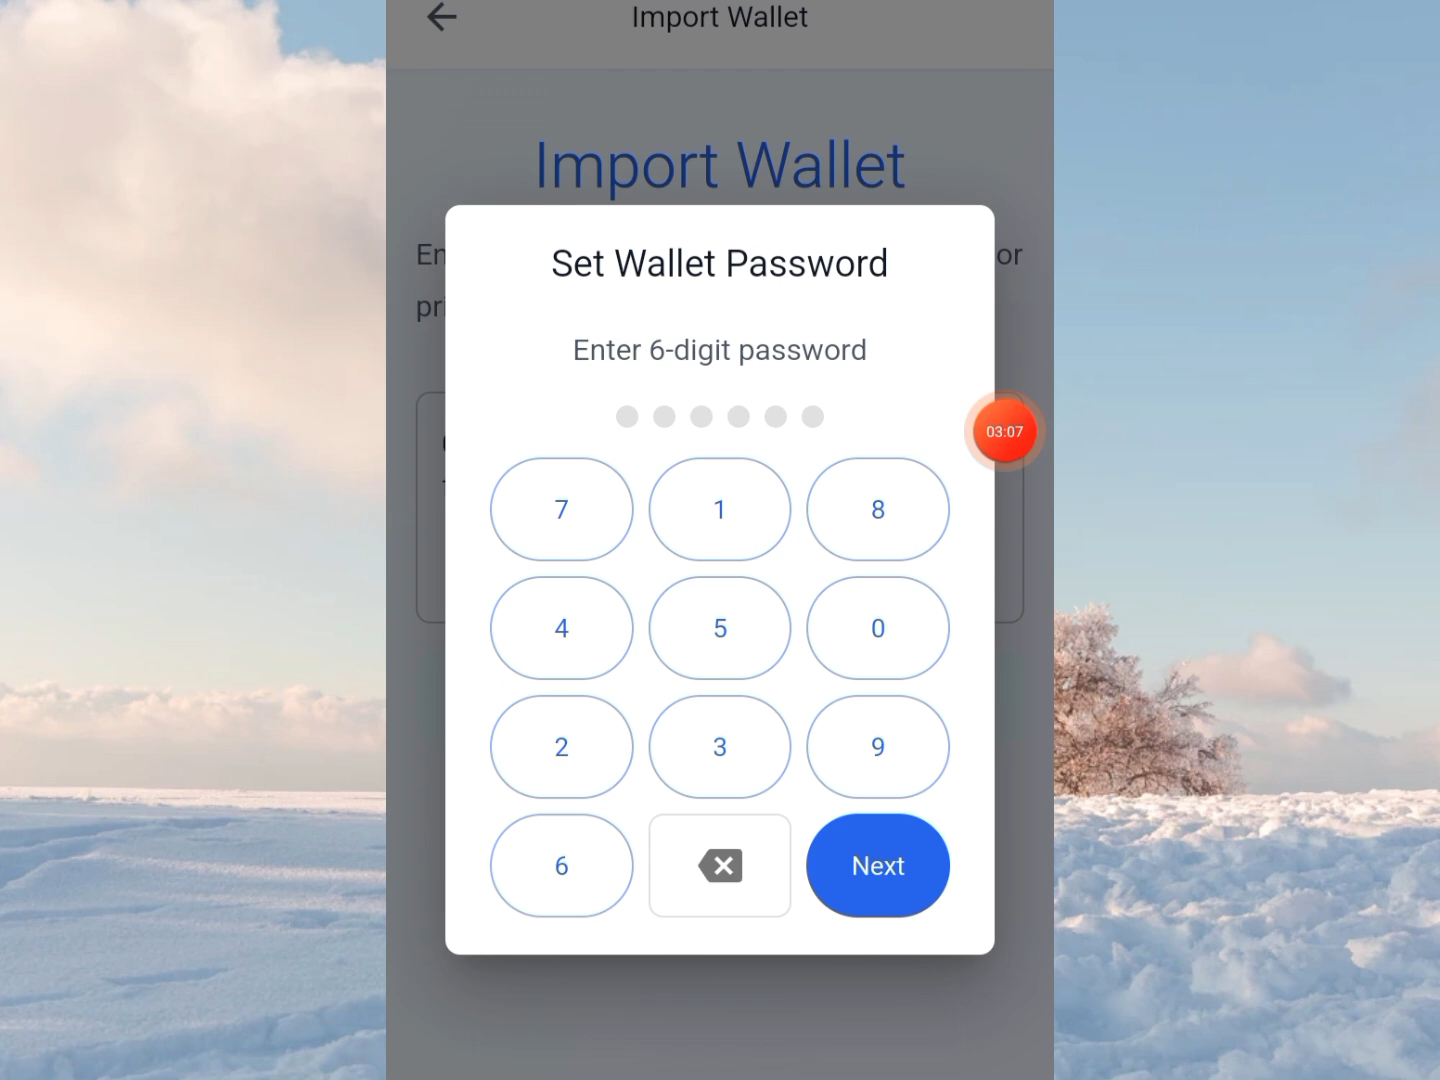 Import Wallet
Import Wallet
Set Wallet Password
Enter 6-digit password
03:07
7 1 8
4 5 0
2 3 9
6 Next